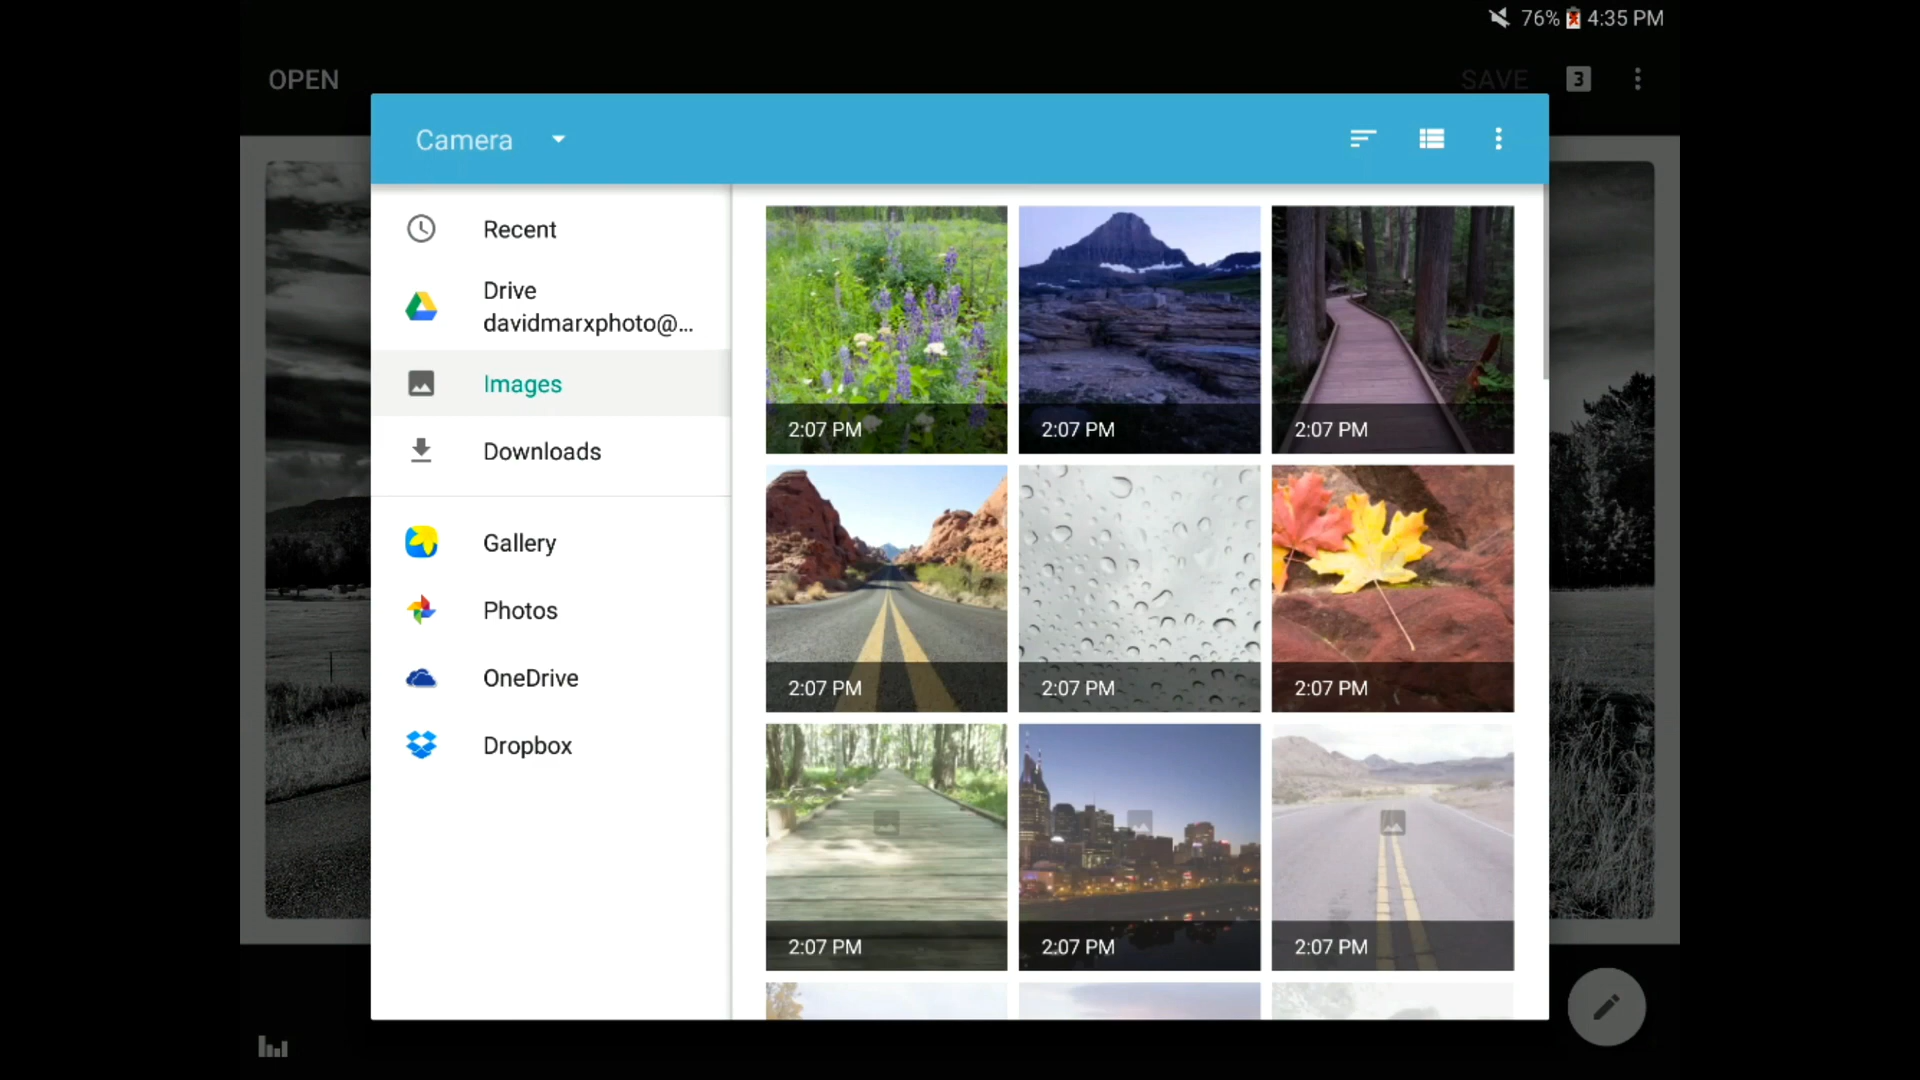 76% 4:35 PM
OPEN
SAVE 3
Camera
Recent
Drive
davidmarxphoto@...
Images
Downloads
Gallery
Photos
OneDrive
Dropbox
2:07 PM
2:07 PM
2:07 PM
2:07 PM
2:07 PM
2:07 PM
2:07 PM
2:07 PM
2:07 PM